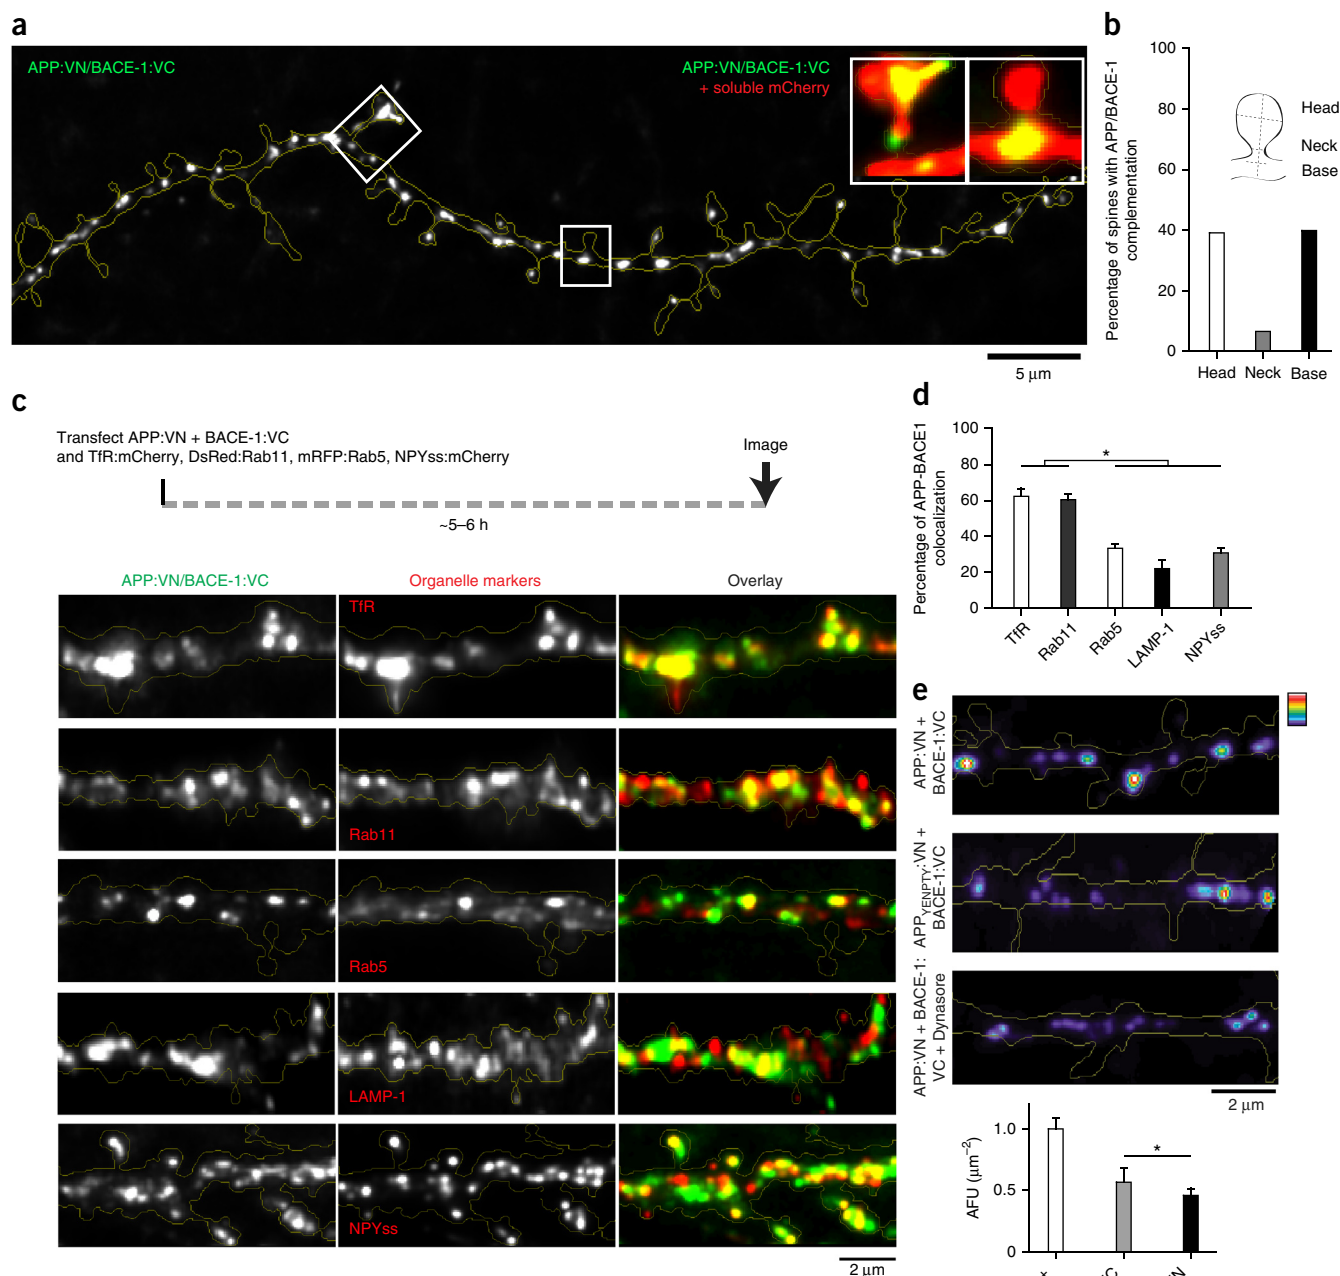 a
APP:VN/BACE-1:VC
APP:VN/BACE-1:VC
+ soluble mCherry
5 μm
b
Percentage of spines with APP/BACE-1
complementation
100
80
60
40
20
0
Head
Neck
Base
Head Neck Base
c
Transfect APP:VN + BACE-1:VC
and TfR:mCherry, DsRed:Rab11, mRFP:Rab5, NPYss:mCherry
Image
~5–6 h
APP:VN/BACE-1:VC
Organelle markers
Overlay
TfR
Rab11
Rab5
LAMP-1
NPYss
2 μm
d
Percentage of APP-BACE1
colocalization
100
80
60
40
20
0
*
TfR
Rab11
Rab5
LAMP-1
NPYss
e
APP:VN +
BACE-1:VC
APPYENPTY:VN +
BACE-1:VC
APP:VN + BACE-1:
VC + Dynasore
2 μm
AFU (μm−2)
1.0
0.5
0
*